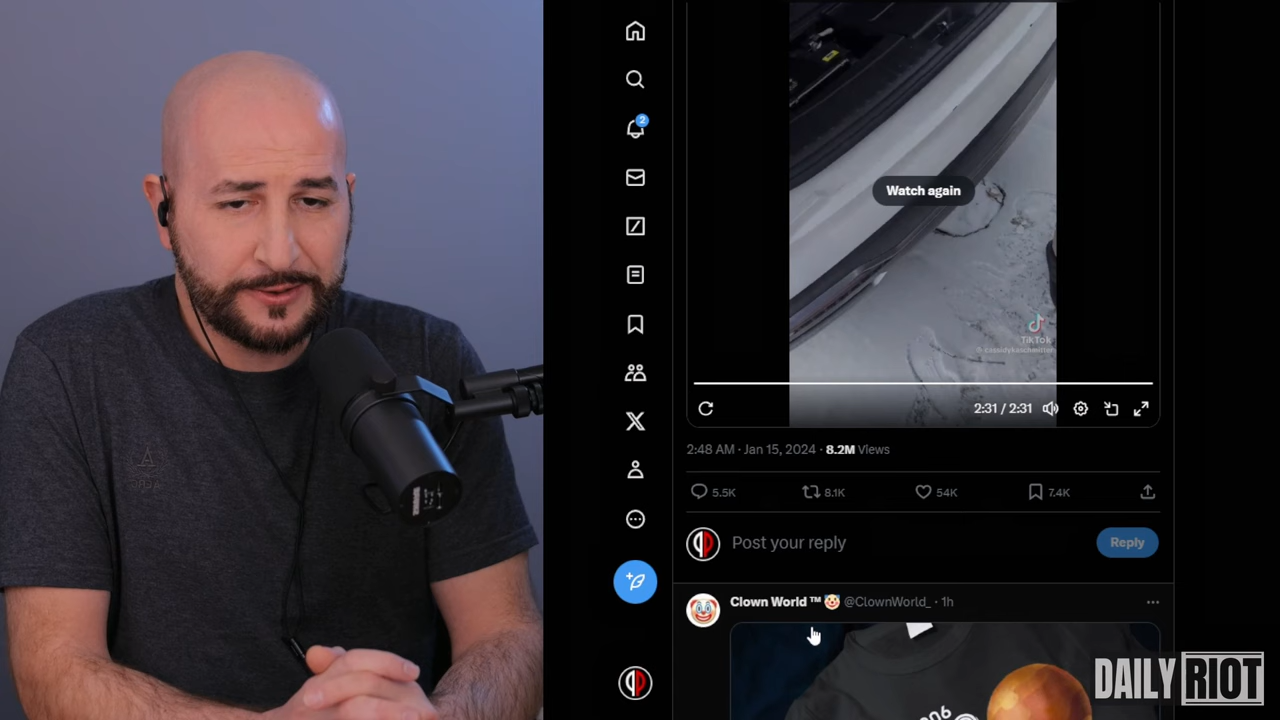 2
Watch again
TikTok
2:31 / 2:31
2:48 AM · Jan 15, 2024 · 8.2M Views
5.5K 8.1K 54K 7.4K
Post your reply
Reply
Clown World ™ 🤡 @ClownWorld_ · 1h
DAILY RIOT